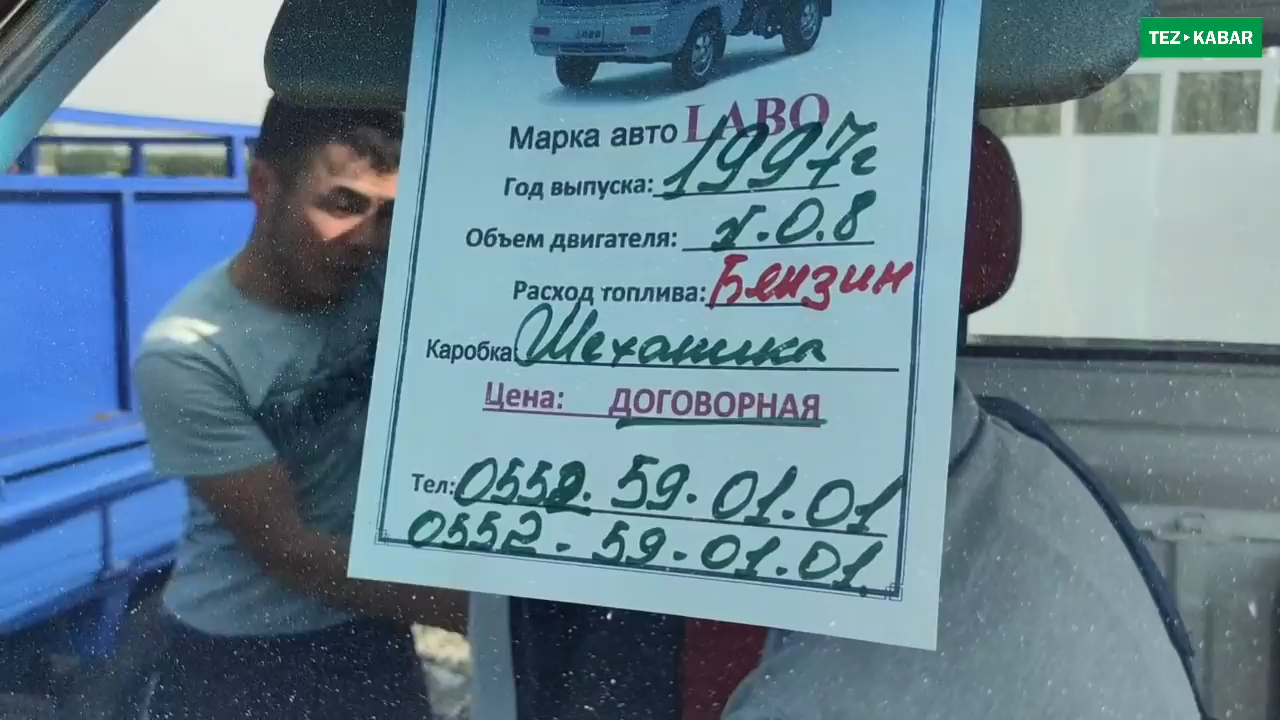 TEZ KABAR
Марка авто LABO
Год выпуска: 1997г
Объем двигателя: х.0.8
Расход топлива: Бензин
Каробка: Механика
Цена: ДОГОВОРНАЯ
Тел: 0552. 59. 01. 01
0552 - 59 - 01. 01